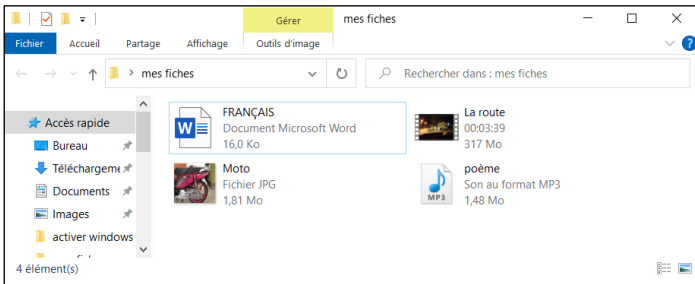 Gérer
mes fiches
Fichier
Accueil
Partage
Affichage
Outils d'image
mes fiches
Rechercher dans : mes fiches
Accès rapide
Bureau
Téléchargeme
Documents
Images
activer windows
FRANÇAIS
Document Microsoft Word
16,0 Ko
La route
00:03:39
317 Mo
Moto
Fichier JPG
1,81 Mo
poème
Son au format MP3
1,48 Mo
MP3
4 élément(s)